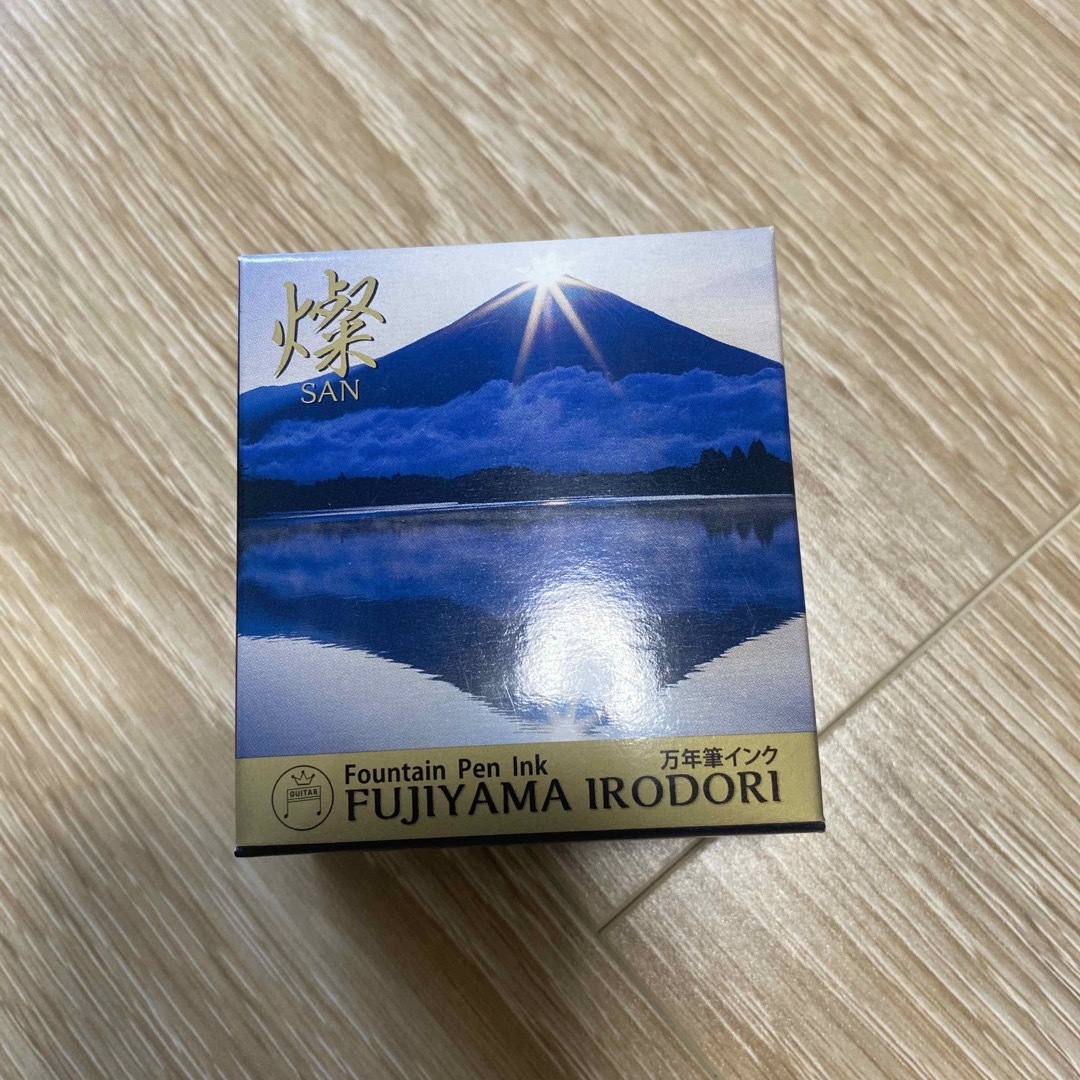 燦
SAN
Fountain Pen Ink
万年筆インク
FUJIYAMA IRODORI
GUITAR